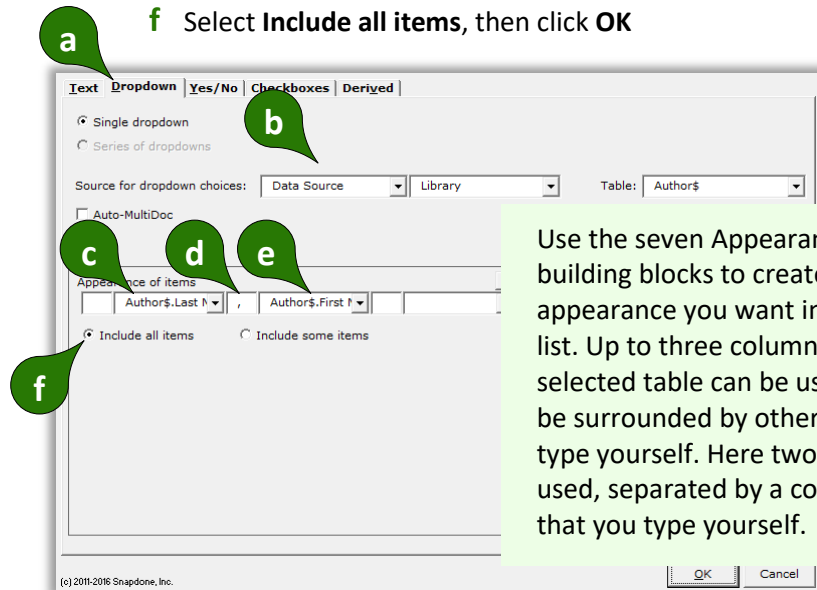 f Select Include all items, then click OK
a
Text Dropdown Yes/No Checkboxes Derived
Single dropdown
b
Series of dropdowns
Source for dropdown choices: Data Source Library Table: Author$
Auto-MultiDoc
c d e
Appearance of items
Author$.Last , Author$.First
Include all items Include some items
f
Use the seven Appearan
building blocks to create
appearance you want in
list. Up to three column
selected table can be us
be surrounded by other
type yourself. Here two
used, separated by a co
that you type yourself.
(c) 2011-2016 Snapdone, Inc.
OK Cancel